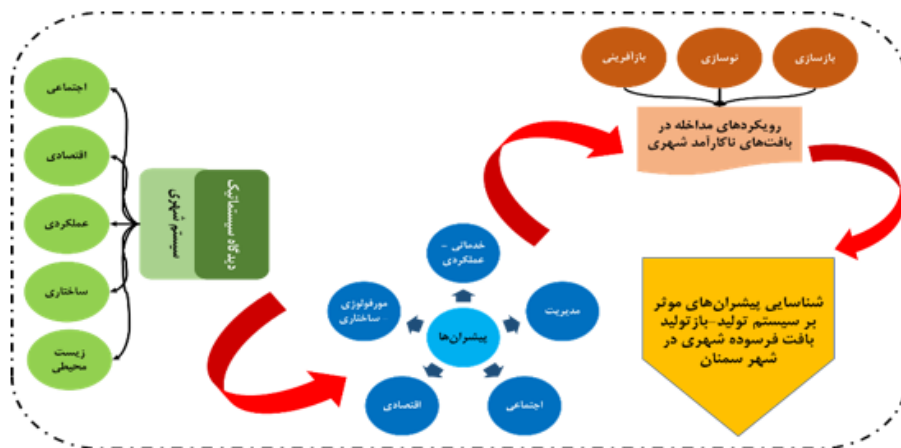 بازسازی
نوسازی
بازآفرینی
رویکردهای مداخله در
بافت‌های ناکارآمد شهری
اجتماعی
اقتصادی
عملکردی
ساختاری
زیست
محیطی
دیدگاه سیستماتیک
سیستم شهری
خدماتی -
عملکردی
مدیریت
مورفولوژی
- ساختاری
پیشران‌ها
اقتصادی
اجتماعی
شناسایی پیشران‌های موثر
بر سیستم تولید-بازتولید
بافت فرسوده شهری در
شهر سمنان